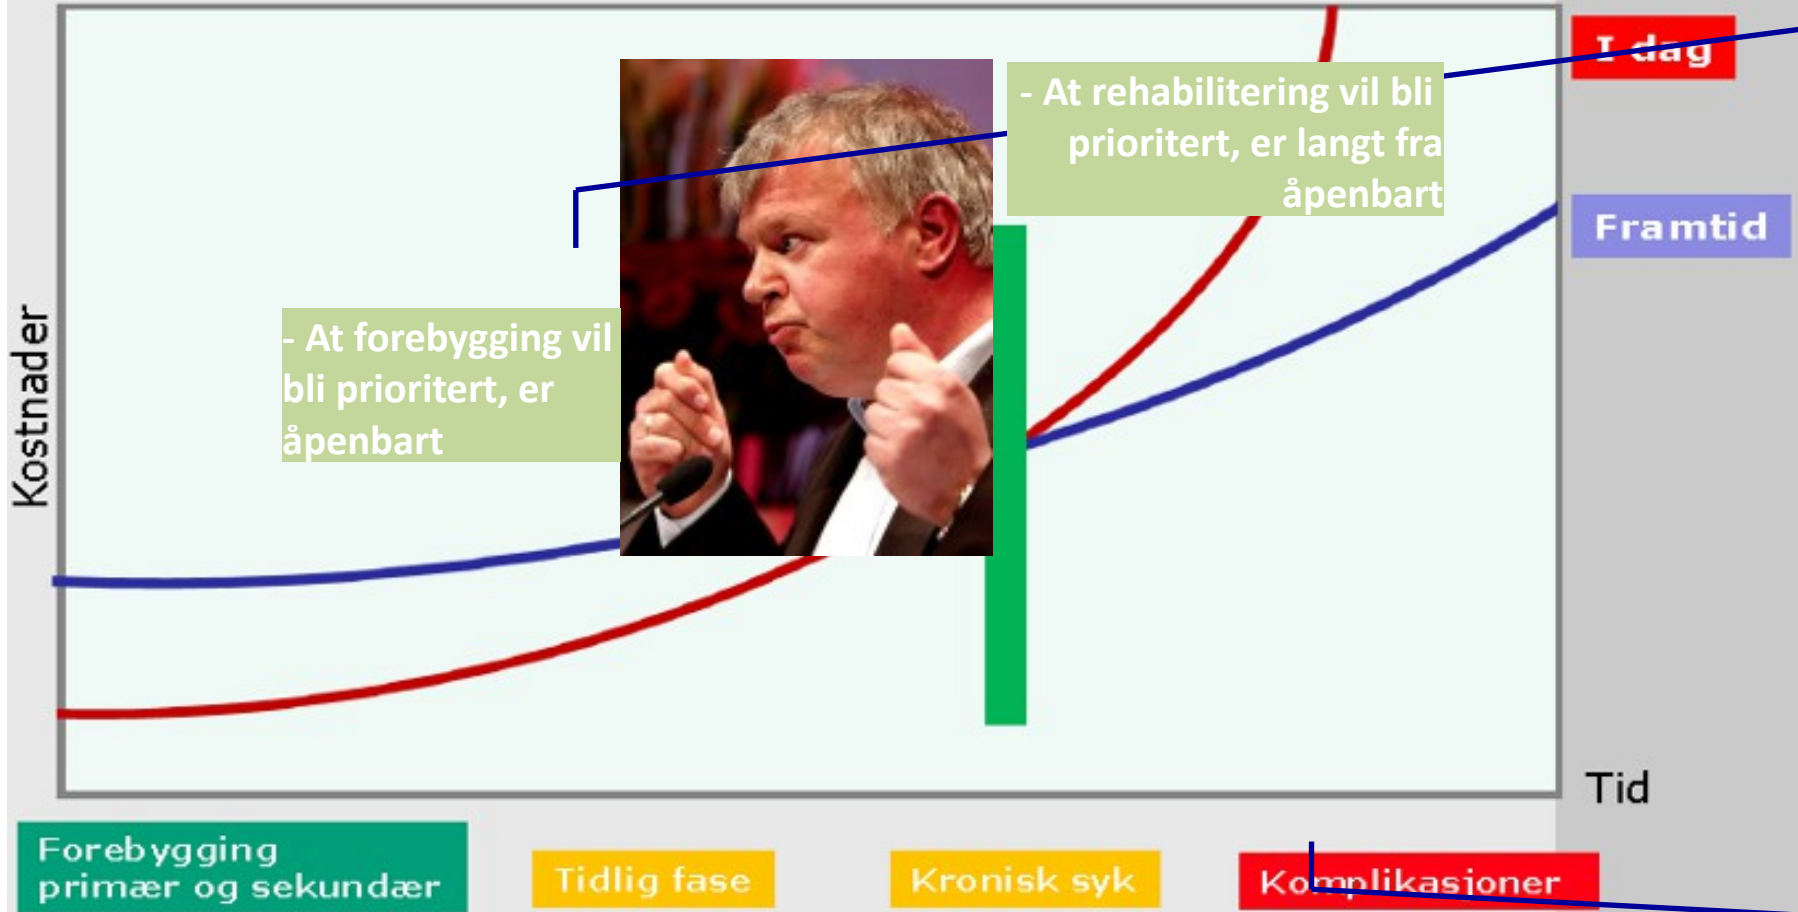 I dag
- At rehabilitering vil bli
prioritert, er langt fra
åpenbart
Framtid
Kostnader
- At forebygging vil
bli prioritert, er
åpenbart
Tid
Forebygging
primær og sekundær
Tidlig fase
Kronisk syk
Komplikasjoner